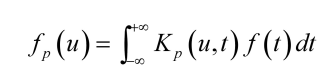 f_p(u) = ∫_{-∞}^{+∞} K_p(u,t) f(t) dt